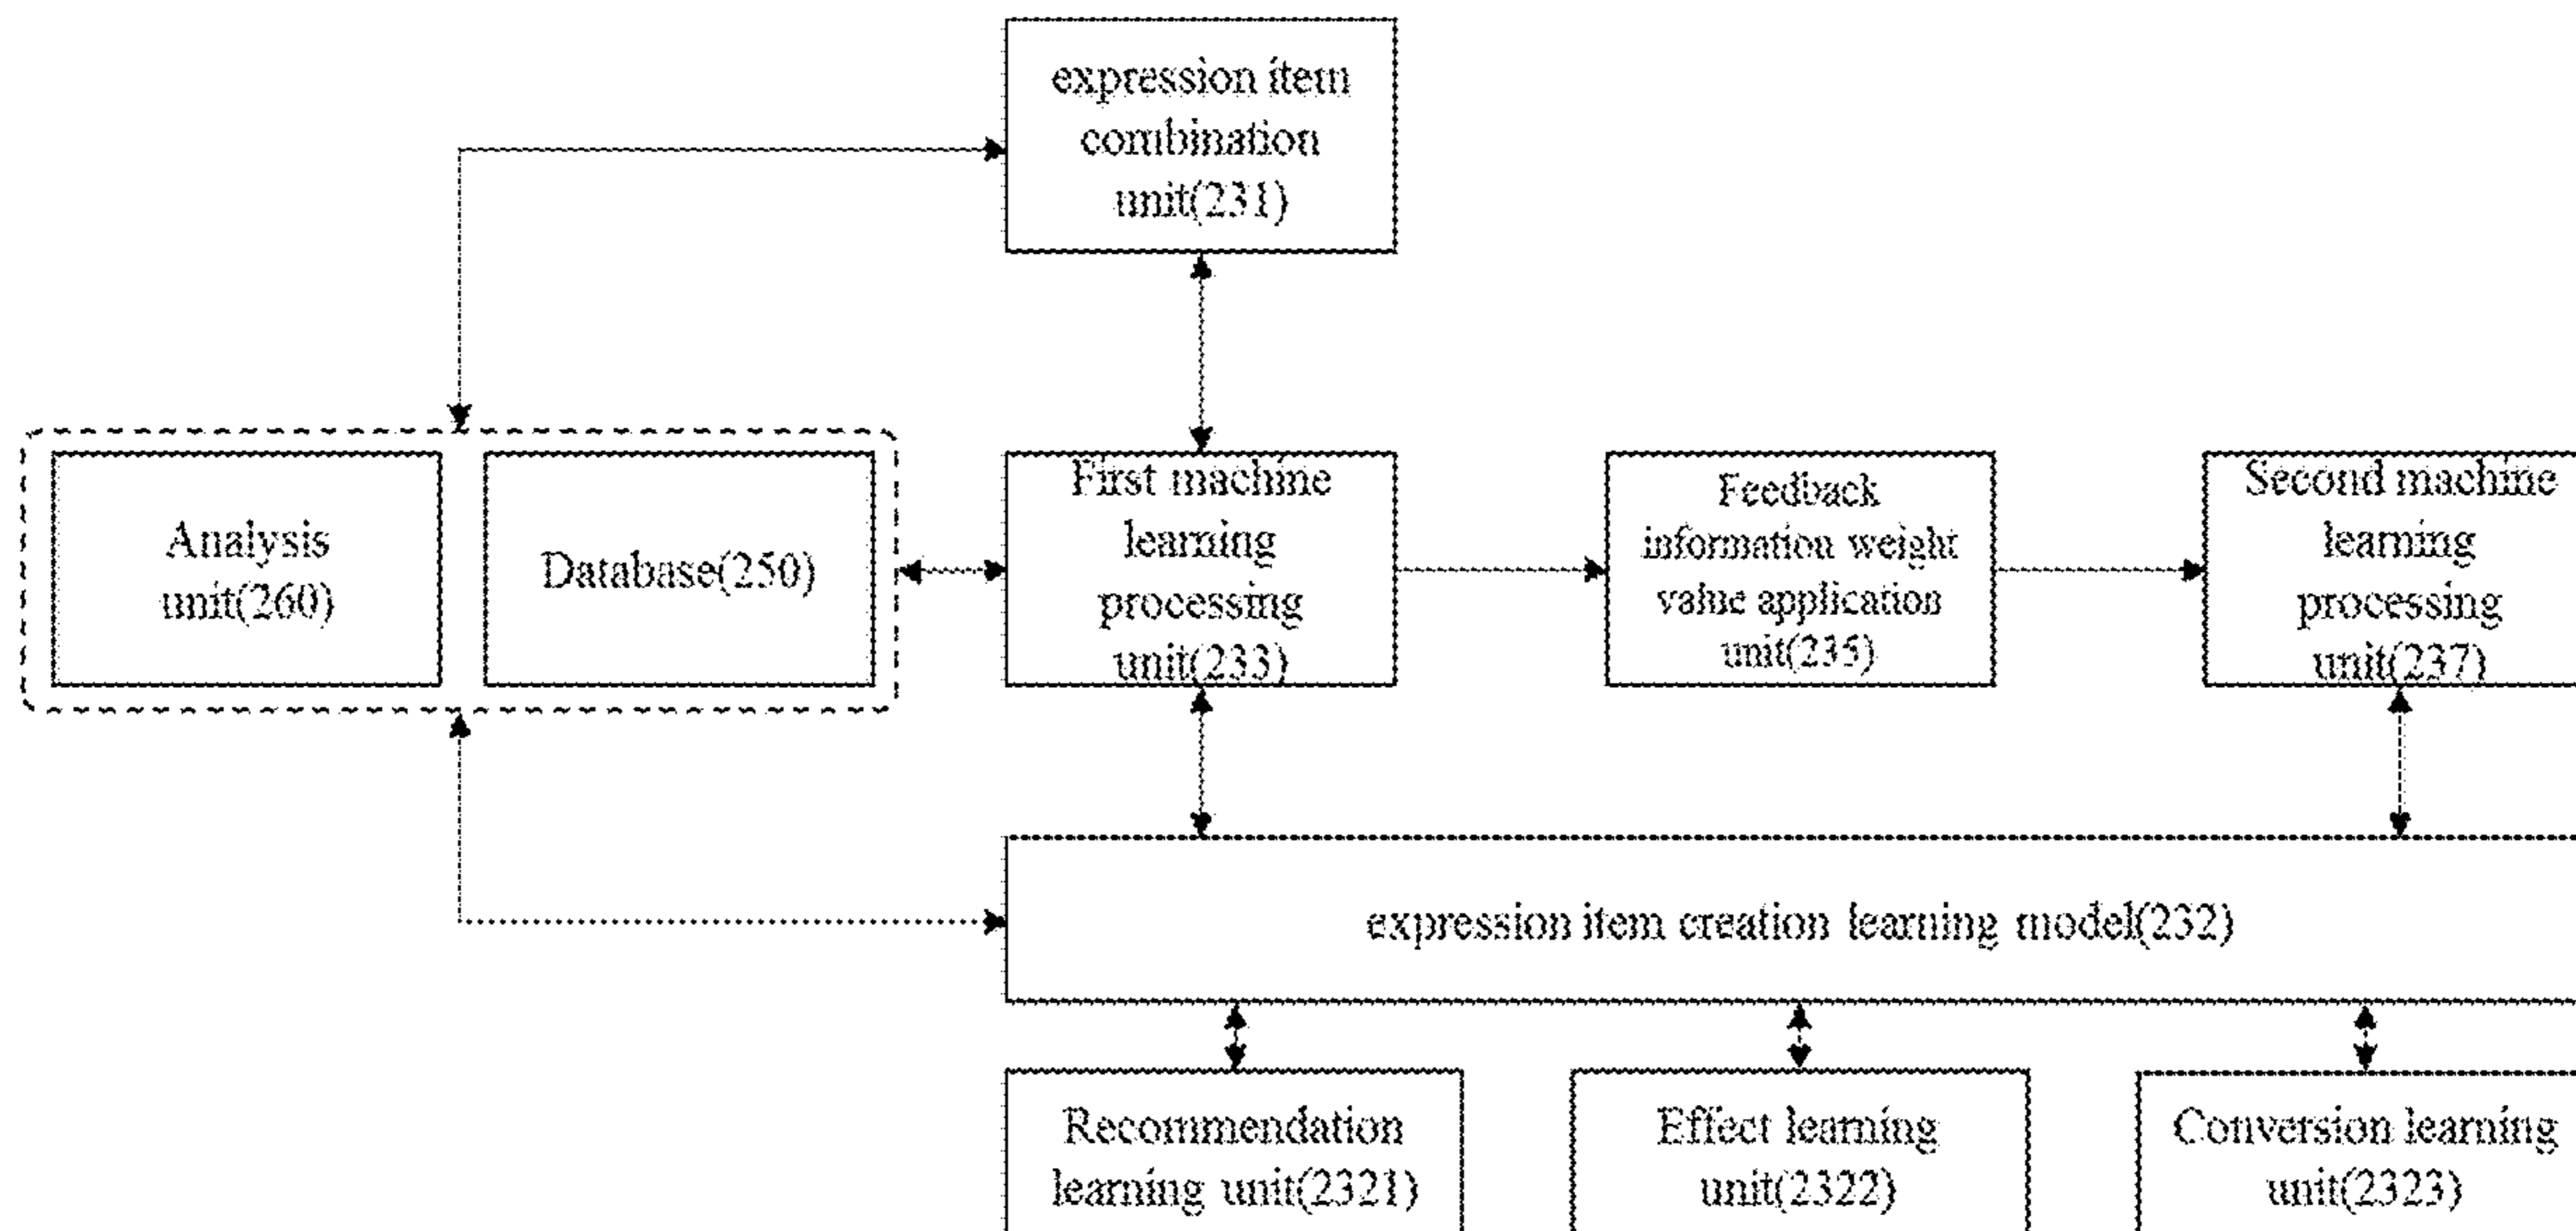 expression item
combination
unit(231)
Analysis
unit(260)
Database(250)
First machine
learning
processing
unit(233)
Feedback
information weight
value application
unit(235)
Second machine
learning
processing
unit(237)
expression item creation learning model(232)
Recommendation
learning unit(2321)
Effect learning
unit(2322)
Conversion learning
unit(2323)